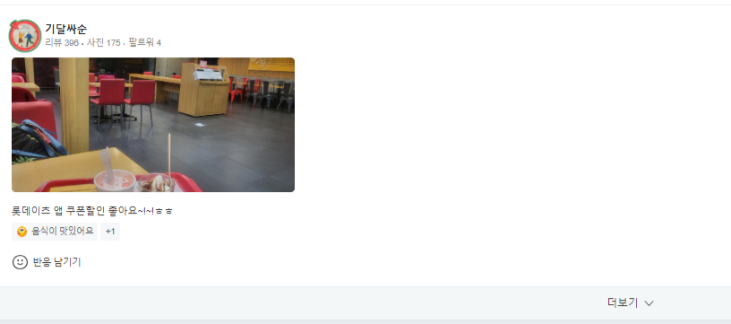 기달싸순
리뷰 396 · 사진 175 · 팔로워 4
롯데이츠 앱 쿠폰할인 좋아요~!~!ㅎㅎ
음식이 맛있어요 +1
반응 남기기
더보기